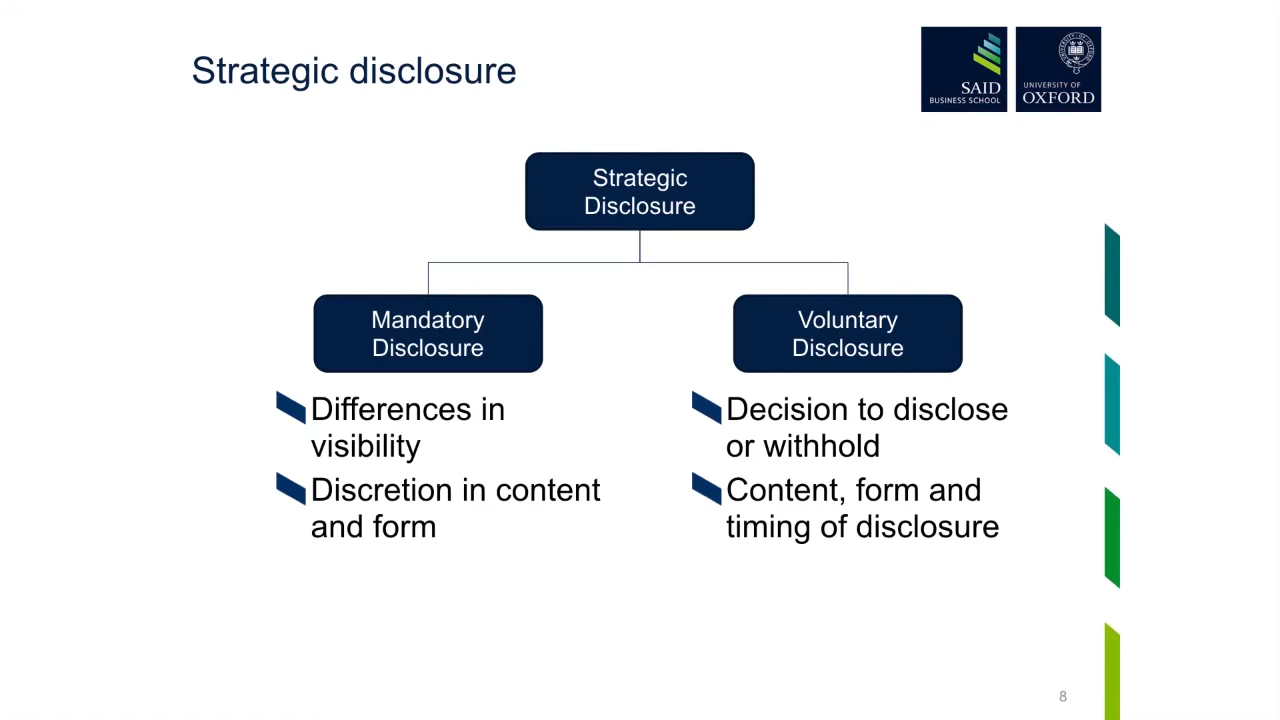 Strategic disclosure
SAID
BUSINESS SCHOOL
UNIVERSITY OF
OXFORD
Strategic
Disclosure
Mandatory
Disclosure
Voluntary
Disclosure
Differences in
visibility
Discretion in content
and form
Decision to disclose
or withhold
Content, form and
timing of disclosure
8